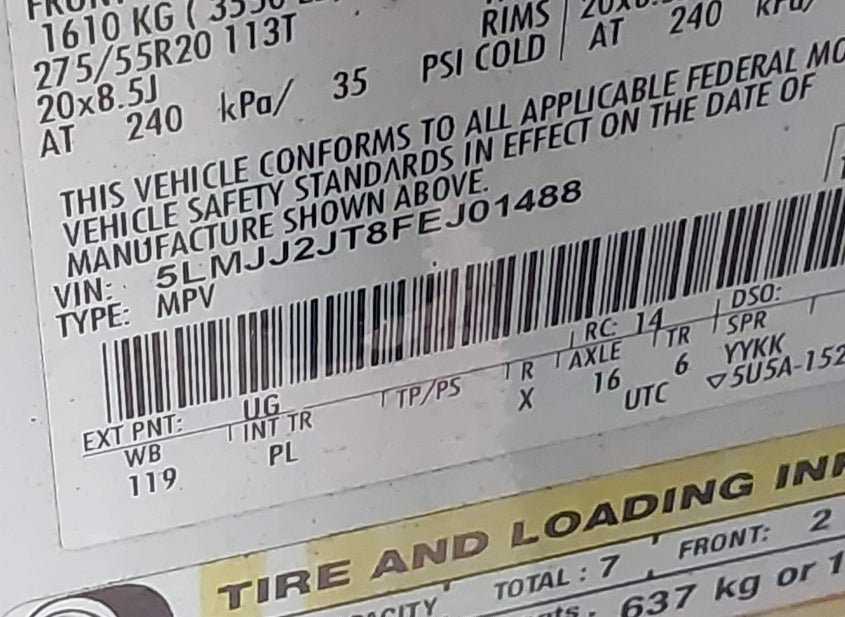 1610 KG (
RIMS
275/55R20 113T
AT 240
20x8.5J
PSI COLD
AT 240 kPa/ 35
THIS VEHICLE CONFORMS TO ALL APPLICABLE FEDERAL MO
VEHICLE SAFETY STANDARDS IN EFFECT ON THE DATE OF
MANUFACTURE SHOWN ABOVE.
VIN: 5LMJJ2JT8FEJ01488
TYPE: MPV
EXT PNT: UG RC: 14 DSO:
WB INT TR TP/PS R AXLE TR SPR
119 PL X 16 6 YYKK
UTC ▽5U5A-152
TIRE AND LOADING INF
TOTAL : 7 FRONT: 2
637 kg or 1